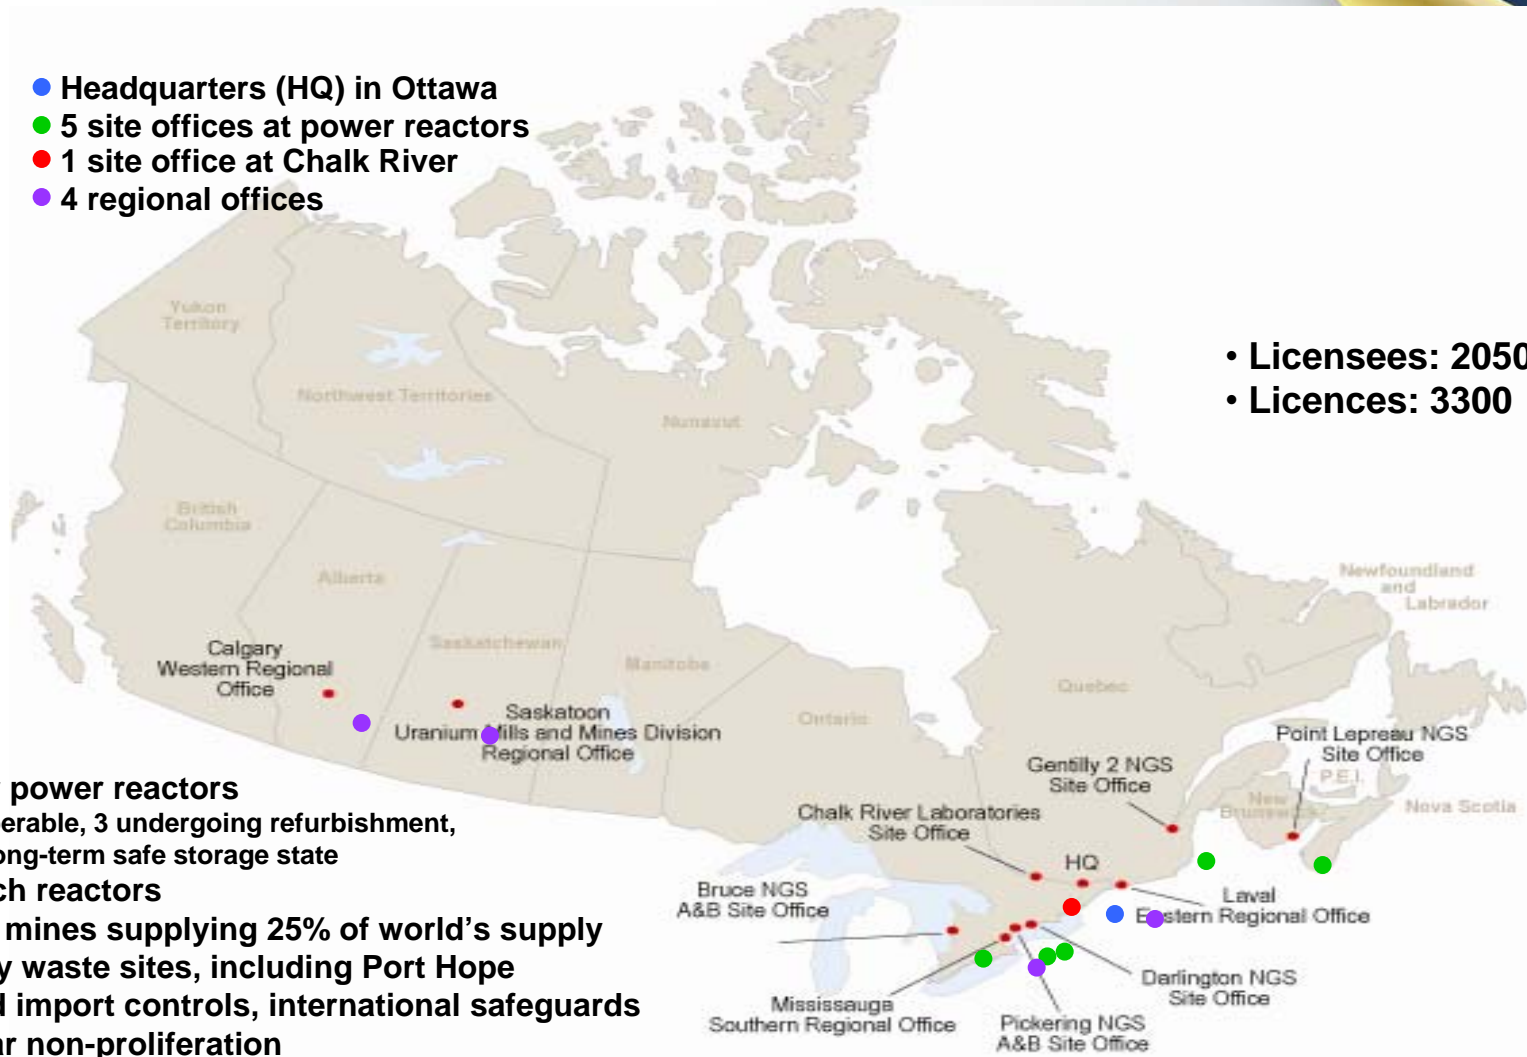 Headquarters (HQ) in Ottawa
5 site offices at power reactors
1 site office at Chalk River
4 regional offices
Yukon
Territory
Northwest Territories
Nunavut
• Licensees: 2050
• Licences: 3300
British
Columbia
Alberta
Saskatchewan
Manitoba
Ontario
Quebec
Newfoundland
and
Labrador
Calgary
Western Regional
Office
Saskatoon
Uranium Mills and Mines Division
Regional Office
Point Lepreau NGS
Site Office
P.E.I.
New
Brunswick
Nova Scotia
Gentilly 2 NGS
Site Office
Chalk River Laboratories
Site Office
HQ
Laval
Eastern Regional Office
Bruce NGS
A&B Site Office
Darlington NGS
Site Office
Mississauga
Southern Regional Office
Pickering NGS
A&B Site Office
power reactors
erable, 3 undergoing refurbishment,
ong-term safe storage state
ch reactors
mines supplying 25% of world’s supply
y waste sites, including Port Hope
d import controls, international safeguards
ar non-proliferation